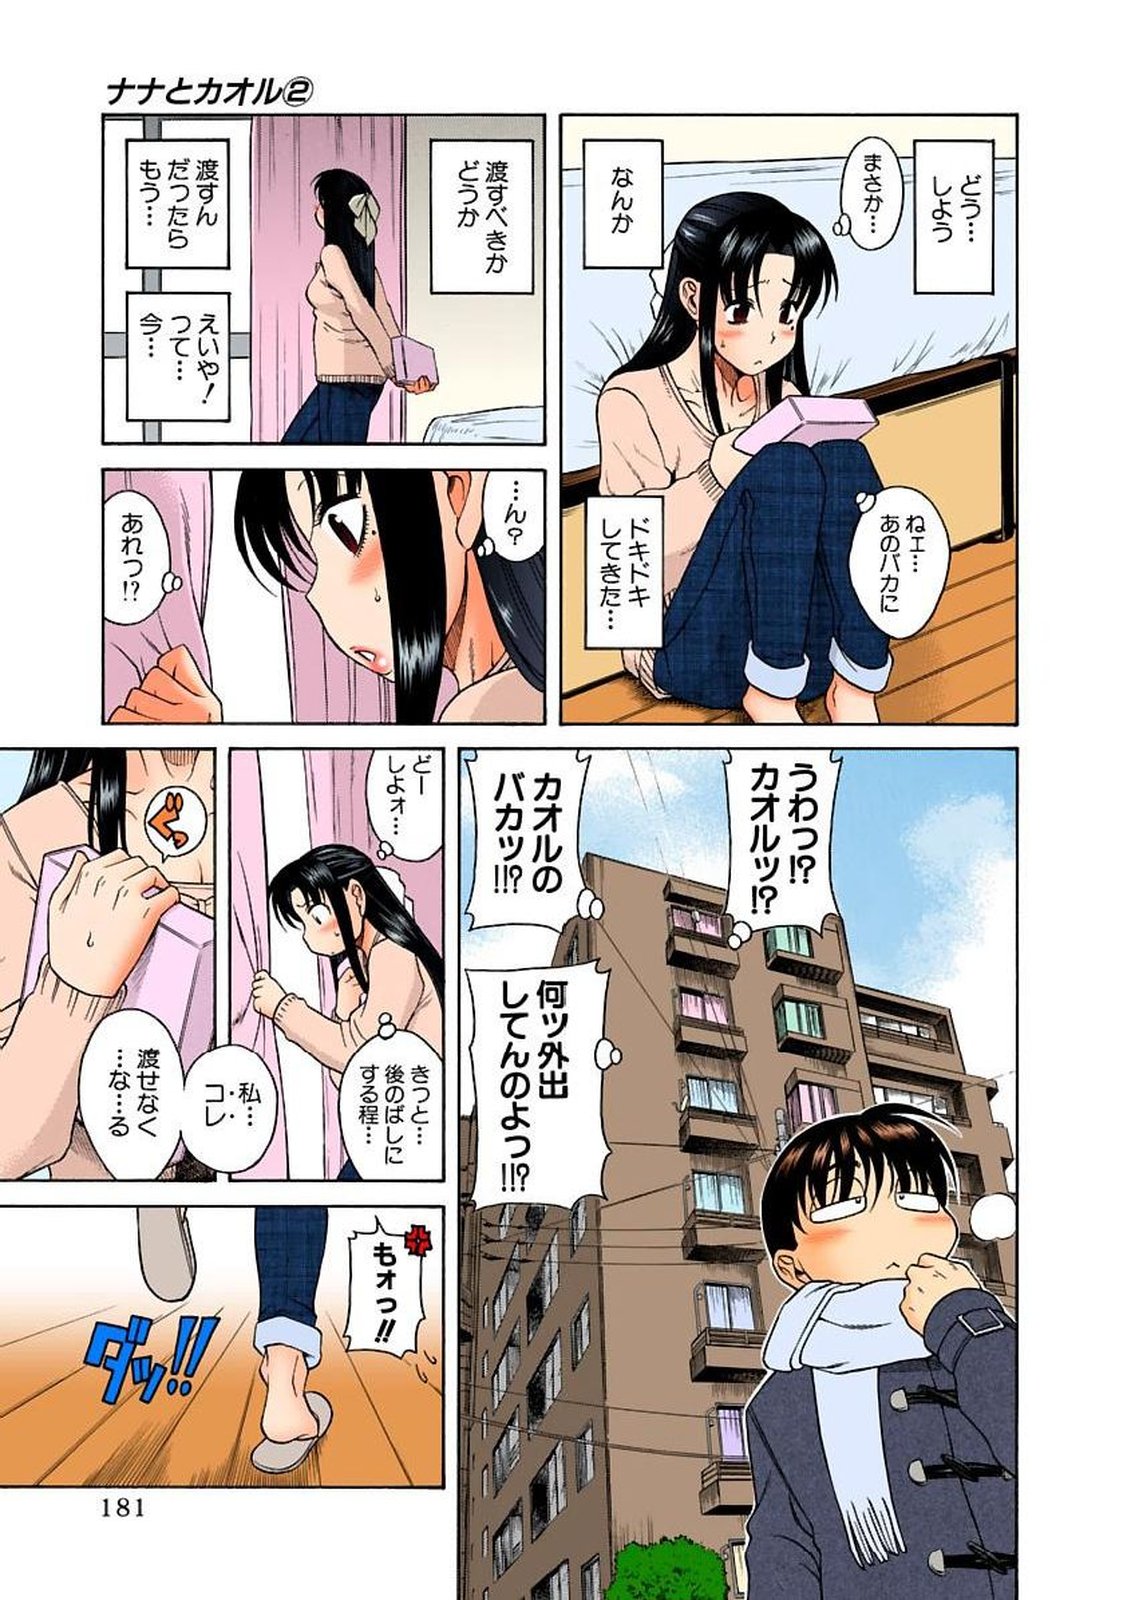 ナナとカオル②
どう…
しよう
まさか…
なんか
ねェ…
あのバカに
ドキドキ
してきた…
渡すべきか
どうか
渡すん
だったら
もう…
えいや!
って…
今…
…ん?
あれっ!?
うわっ!?
カオルッ!?
カオルの
バカッ!!?
何ッ外出
してんのよっ!!?
どー
しよォ…
きっと…
後のばしに
する程…
私…
コレ
ぐっ
渡せなく
…な…る
もォっ!!
ダッ!!
181